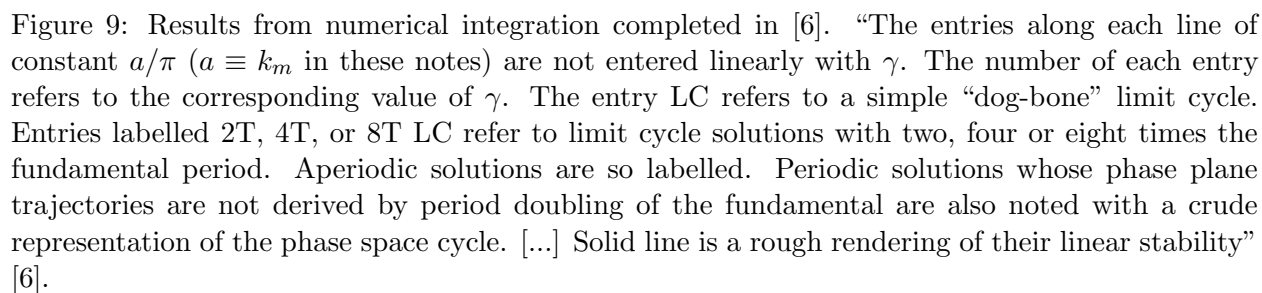 Figure 9: Results from numerical integration completed in [6]. “The entries along each line of
constant a/π (a ≡ kₘ in these notes) are not entered linearly with γ. The number of each entry
refers to the corresponding value of γ. The entry LC refers to a simple “dog-bone” limit cycle.
Entries labelled 2T, 4T, or 8T LC refer to limit cycle solutions with two, four or eight times the
fundamental period. Aperiodic solutions are so labelled. Periodic solutions whose phase plane
trajectories are not derived by period doubling of the fundamental are also noted with a crude
representation of the phase space cycle. [...] Solid line is a rough rendering of their linear stability”
[6].